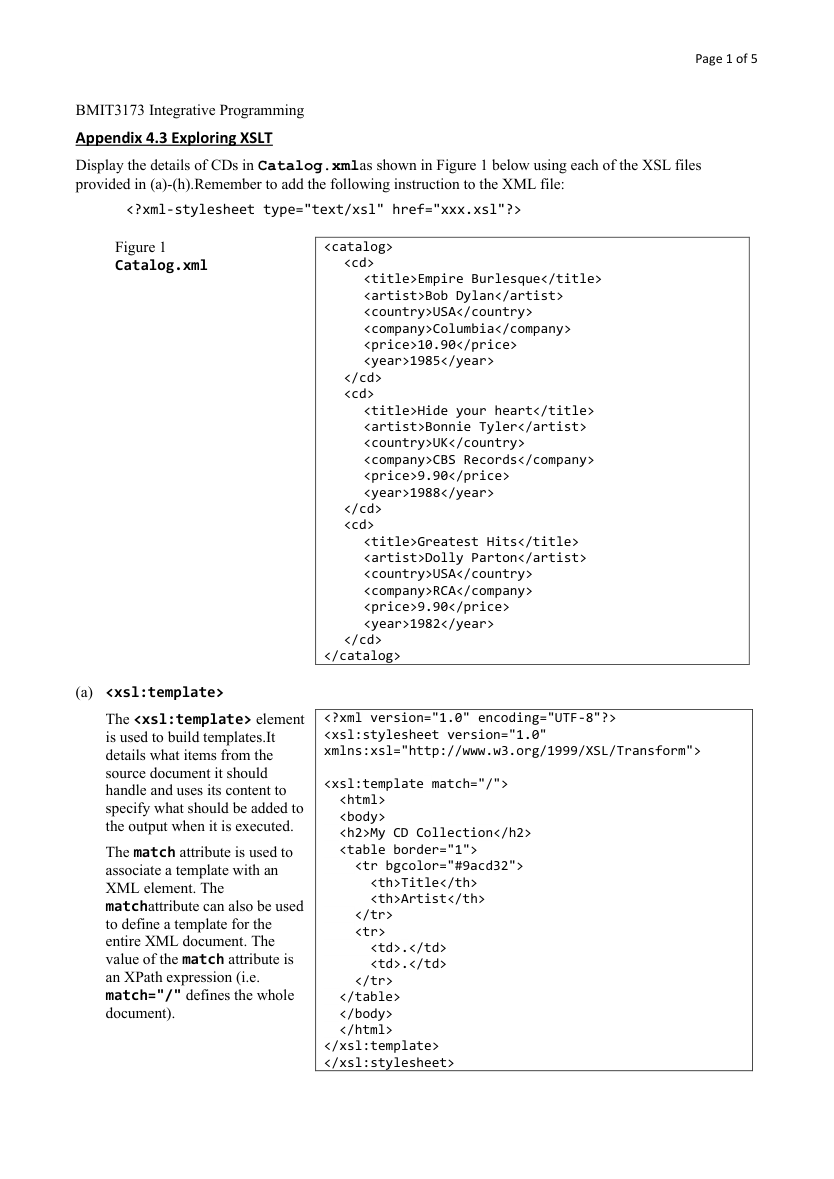 Page 1 of 5
BMIT3173 Integrative Programming
Appendix 4.3 Exploring XSLT
Display the details of CDs in Catalog.xmlas shown in Figure 1 below using each of the XSL files
provided in (a)-(h).Remember to add the following instruction to the XML file:
<?xml-stylesheet type="text/xsl" href="xxx.xsl"?>
Figure 1
Catalog.xml
<catalog>
<cd>
<title>Empire Burlesque</title>
<artist>Bob Dylan</artist>
<country>USA</country>
<company>Columbia</company>
<price>10.90</price>
<year>1985</year>
</cd>
<cd>
<title>Hide your heart</title>
<artist>Bonnie Tyler</artist>
<country>UK</country>
<company>CBS Records</company>
<price>9.90</price>
<year>1988</year>
</cd>
<cd>
<title>Greatest Hits</title>
<artist>Dolly Parton</artist>
<country>USA</country>
<company>RCA</company>
<price>9.90</price>
<year>1982</year>
</cd>
</catalog>
(a) <xsl:template>
The <xsl:template> element
is used to build templates.It
details what items from the
source document it should
handle and uses its content to
specify what should be added to
the output when it is executed.
The match attribute is used to
associate a template with an
XML element. The
matchattribute can also be used
to define a template for the
entire XML document. The
value of the match attribute is
an XPath expression (i.e.
match="/" defines the whole
document).
<?xml version="1.0" encoding="UTF-8"?>
<xsl:stylesheet version="1.0"
xmlns:xsl="http://www.w3.org/1999/XSL/Transform">
<xsl:template match="/">
<html>
<body>
<h2>My CD Collection</h2>
<table border="1">
<tr bgcolor="#9acd32">
<th>Title</th>
<th>Artist</th>
</tr>
<tr>
<td>.</td>
<td>.</td>
</tr>
</table>
</body>
</html>
</xsl:template>
</xsl:stylesheet>